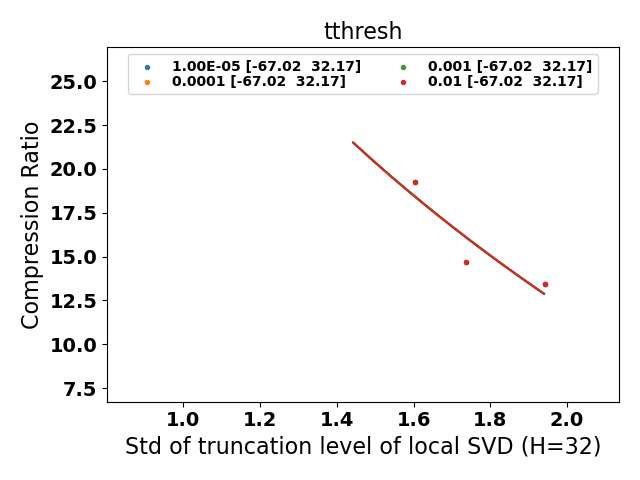 tthresh
1.00E-05 [-67.02  32.17]
0.0001 [-67.02  32.17]
0.001 [-67.02  32.17]
0.01 [-67.02  32.17]
Compression Ratio
25.0
22.5
20.0
17.5
15.0
12.5
10.0
7.5
1.0 1.2 1.4 1.6 1.8 2.0
Std of truncation level of local SVD (H=32)